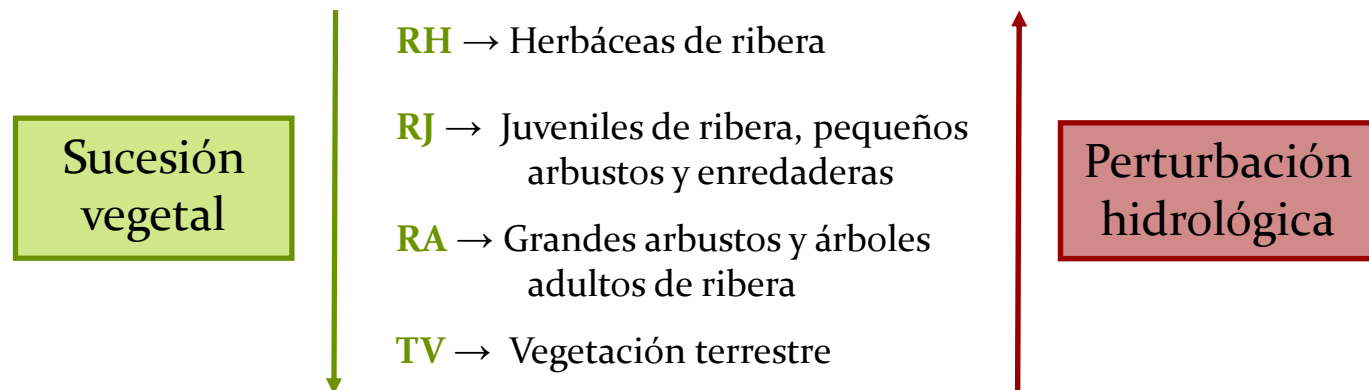 RH → Herbáceas de ribera
RJ → Juveniles de ribera, pequeños
arbustos y enredaderas
RA → Grandes arbustos y árboles
adultos de ribera
TV → Vegetación terrestre
Sucesión
vegetal
Perturbación
hidrológica